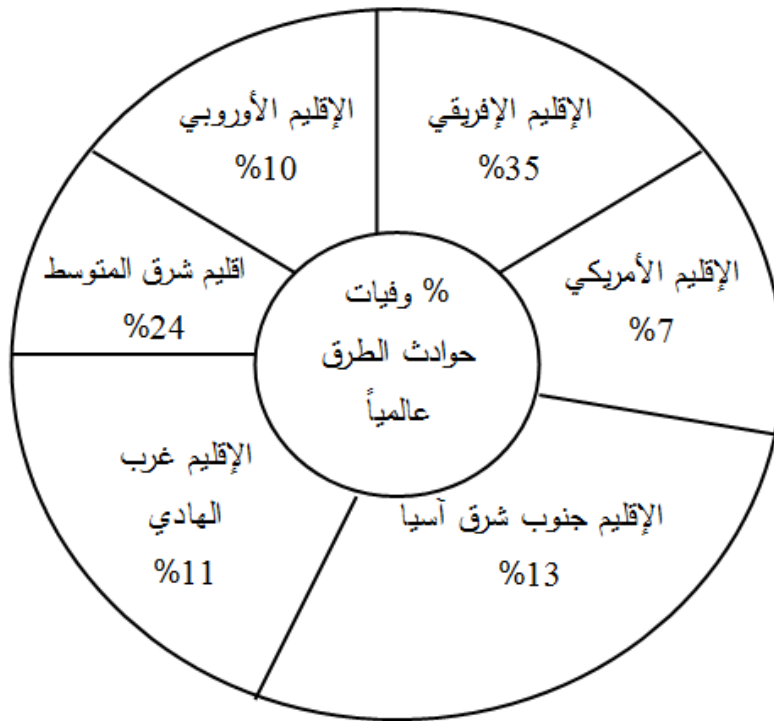 % وفيات
حوادث الطرق
عالمياً
الإقليم الإفريقي
%35
الإقليم الأمريكي
%7
الإقليم جنوب شرق آسيا
%13
الإقليم غرب
الهادي
%11
اقليم شرق المتوسط
%24
الإقليم الأوروبي
%10